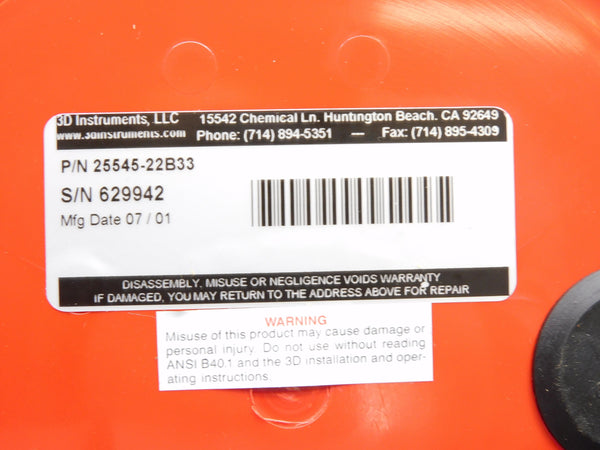 3D Instruments, LLC 15542 Chemical Ln. Huntington Beach. CA 92649
www.3dinstruments.com Phone: (714) 894-5351 — Fax: (714) 895-4309
P/N 25545-22B33
S/N 629942
Mfg Date 07 / 01
DISASSEMBLY, MISUSE OR NEGLIGENCE VOIDS WARRANTY
IF DAMAGED, YOU MAY RETURN TO THE ADDRESS ABOVE FOR REPAIR
WARNING
Misuse of this product may cause damage or
personal injury. Do not use without reading
ANSI B40.1 and the 3D installation and oper-
ating instructions.